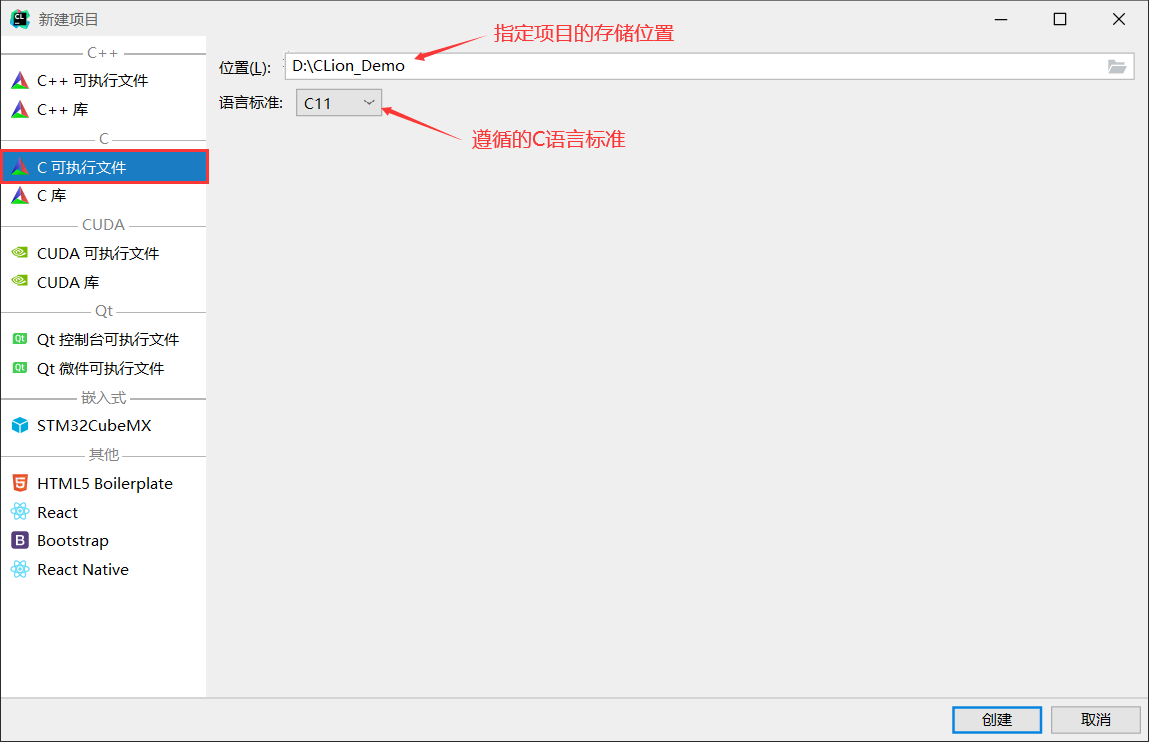 新建项目
指定项目的存储位置
C++
C++ 可执行文件
C++ 库
C
C 可执行文件
C 库
CUDA
CUDA 可执行文件
CUDA 库
Qt
Qt 控制台可执行文件
Qt 微件可执行文件
嵌入式
STM32CubeMX
其他
HTML5 Boilerplate
React
Bootstrap
React Native
位置(L): D:\CLion_Demo
语言标准: C11
遵循的C语言标准
创建 取消